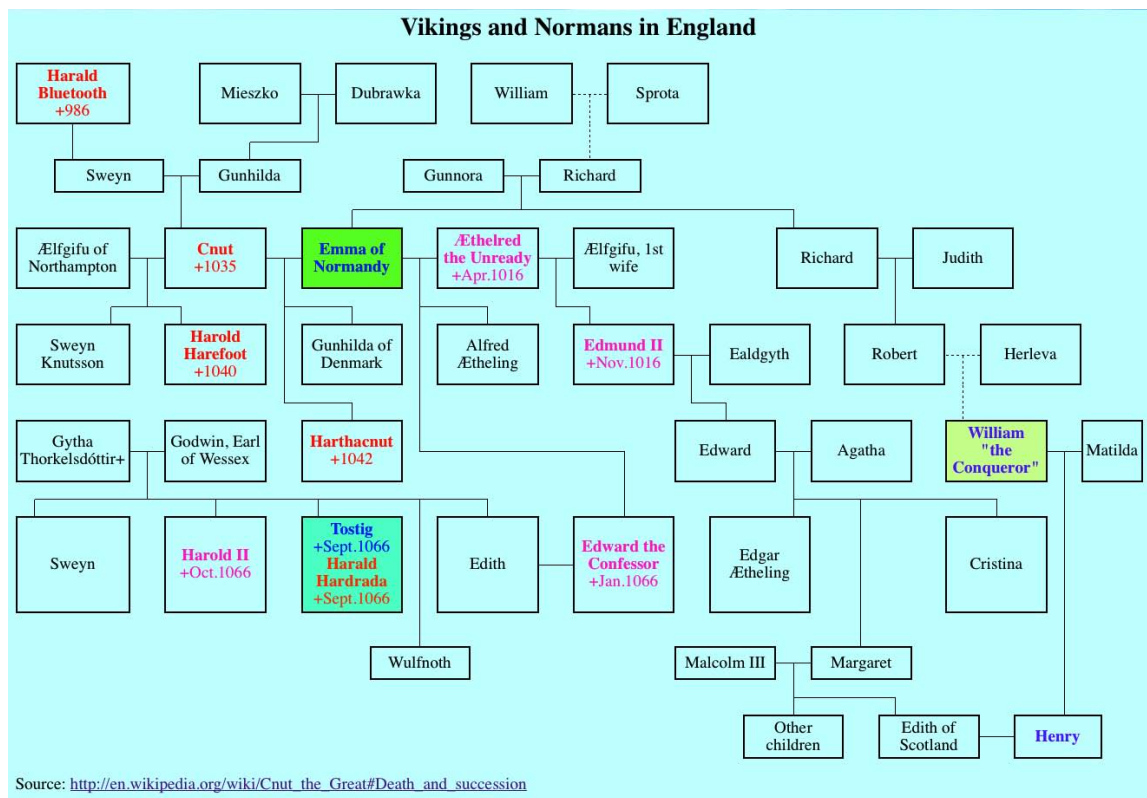 Vikings and Normans in England
Harald
Bluetooth
+986
Mieszko
Dubrawka
William
Sprota
Sweyn
Gunhilda
Gunnora
Richard
Ælfgifu of
Northampton
Cnut
+1035
Emma of
Normandy
Æthelred
the Unready
+Apr.1016
Ælfgifu, 1st
wife
Richard
Judith
Sweyn
Knutsson
Harold
Harefoot
+1040
Gunhilda of
Denmark
Alfred
Ætheling
Edmund II
+Nov.1016
Ealdgyth
Robert
Herleva
Gytha
Thorkelsdóttir+
Godwin, Earl
of Wessex
Harthacnut
+1042
Edward
Agatha
William
"the
Conqueror"
Matilda
Sweyn
Harold II
+Oct.1066
Tostig
+Sept.1066
Harald
Hardrada
+Sept.1066
Edith
Edward the
Confessor
+Jan.1066
Edgar
Ætheling
Cristina
Wulfnoth
Malcolm III
Margaret
Other
children
Edith of
Scotland
Henry
Source: http://en.wikipedia.org/wiki/Cnut_the_Great#Death_and_succession